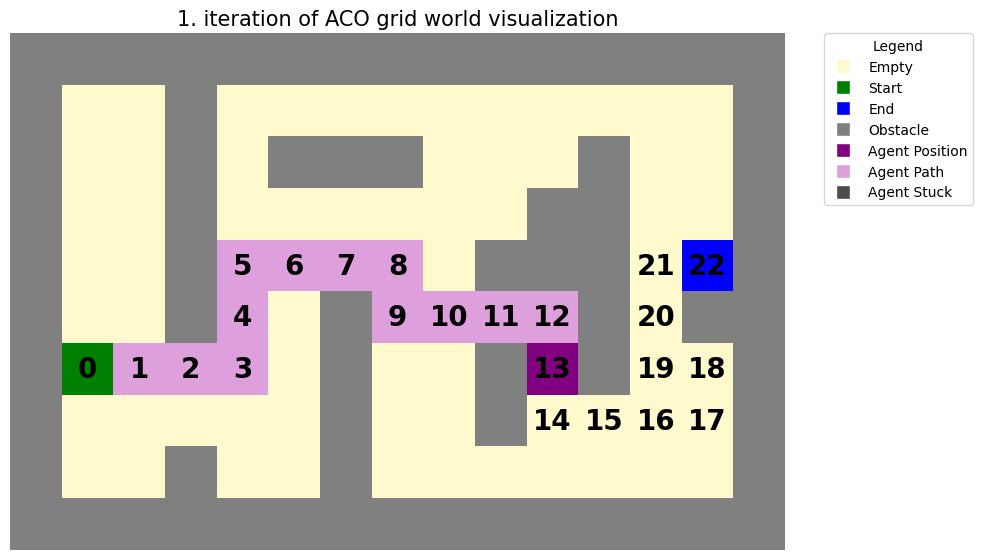 1. iteration of ACO grid world visualization
Legend
Empty
Start
End
Obstacle
Agent Position
Agent Path
Agent Stuck
5 6 7 8 21 22
4 9 10 11 12 20
0 1 2 3 13 19 18
14 15 16 17